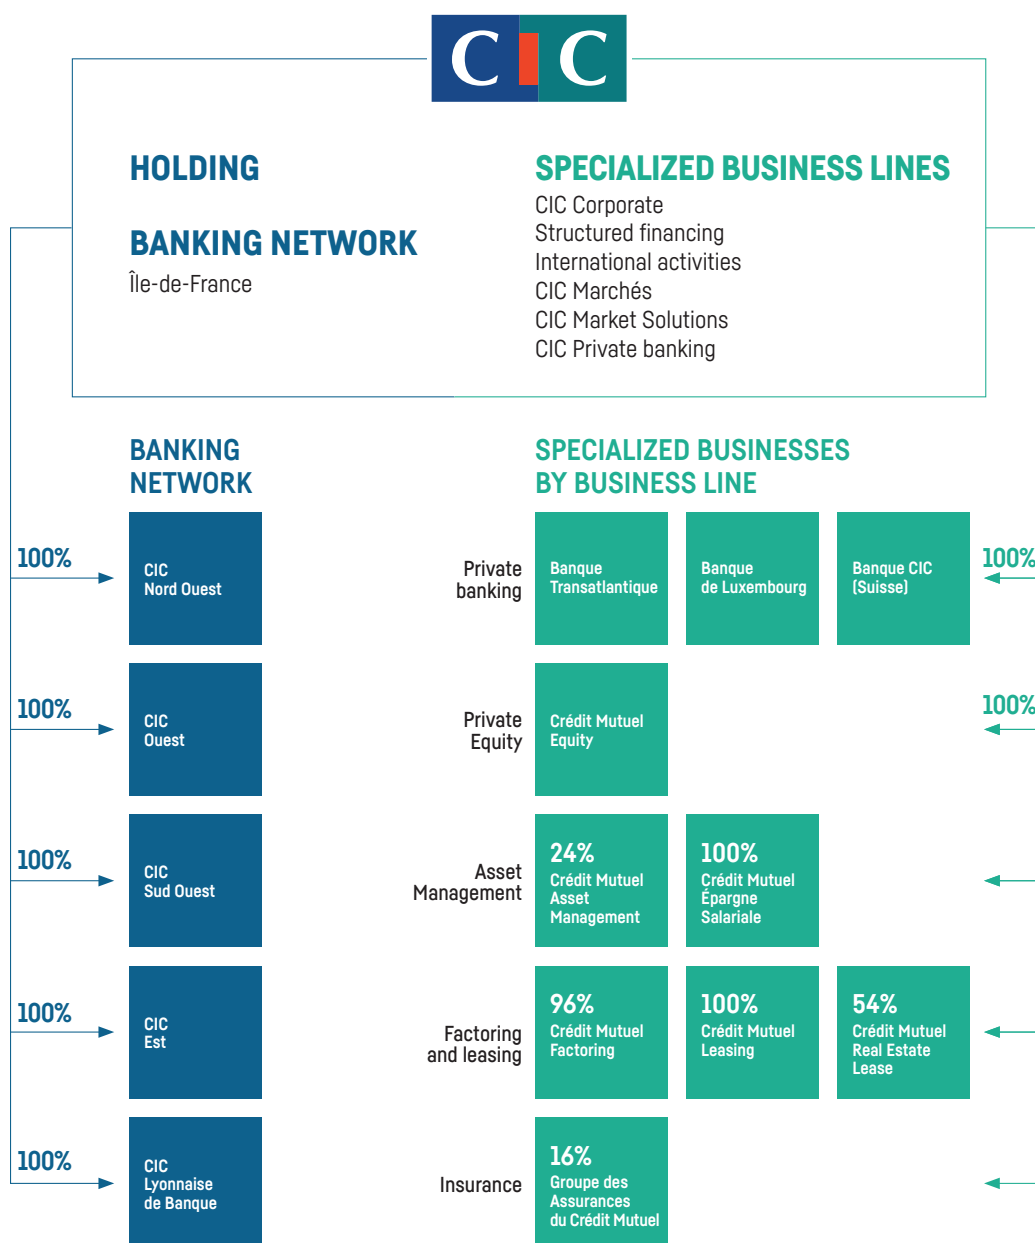 CIC
HOLDING
BANKING NETWORK
Île-de-France
SPECIALIZED BUSINESS LINES
CIC Corporate
Structured financing
International activities
CIC Marchés
CIC Market Solutions
CIC Private banking
BANKING
NETWORK
100%
CIC
Nord Ouest
100%
CIC
Ouest
100%
CIC
Sud Ouest
100%
CIC
Est
100%
CIC
Lyonnaise
de Banque
SPECIALIZED BUSINESSES
BY BUSINESS LINE
Private
banking
Banque
Transatlantique
Banque
de Luxembourg
Banque CIC
(Suisse)
100%
Private
Equity
Crédit Mutuel
Equity
100%
Asset
Management
24%
Crédit Mutuel
Asset
Management
100%
Crédit Mutuel
Épargne
Salariale
Factoring
and leasing
96%
Crédit Mutuel
Factoring
100%
Crédit Mutuel
Leasing
54%
Crédit Mutuel
Real Estate
Lease
Insurance
16%
Groupe des
Assurances
du Crédit Mutuel